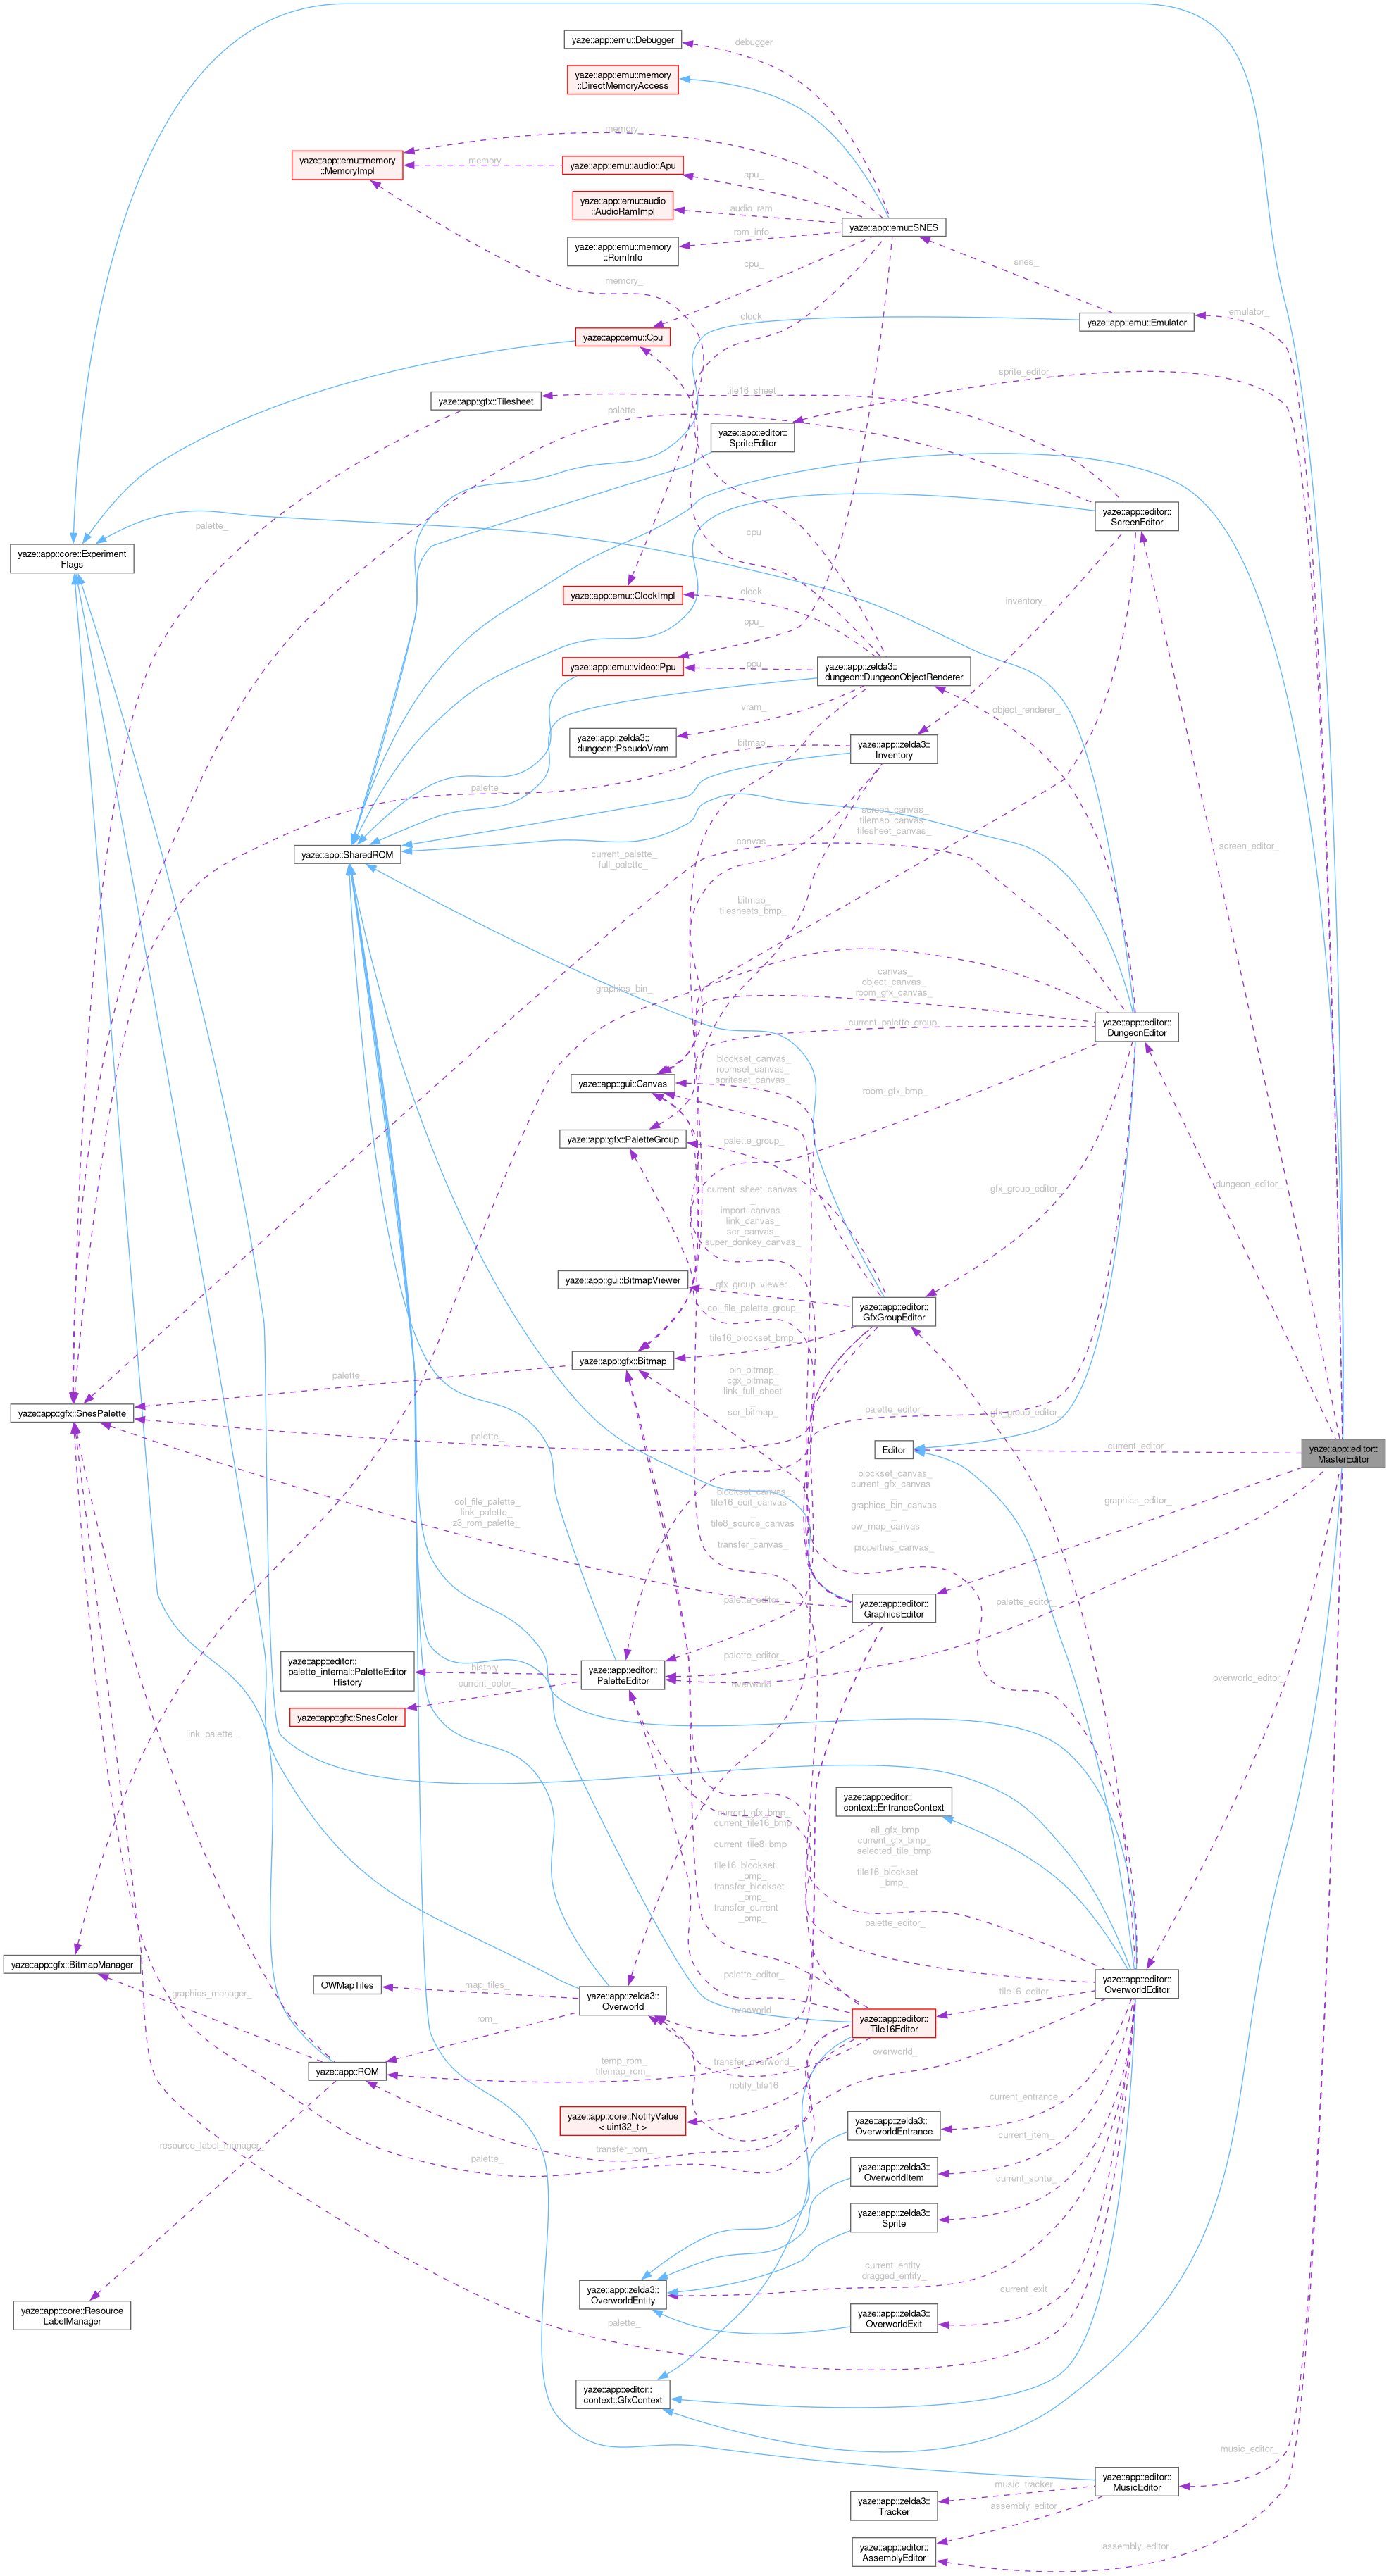 yaze::app::emu::Debugger
debugger
yaze::app::emu::memory
::DirectMemoryAccess
memory_
yaze::app::emu::memory
::MemoryImpl
memory_
yaze::app::emu::audio::Apu
apu_
yaze::app::emu::audio
::AudioRamImpl
audio_ram_
yaze::app::emu::SNES
rom_info_
yaze::app::emu::memory
::RomInfo
cpu_
snes_
memory_
clock_
emulator_
yaze::app::emu::Emulator
yaze::app::emu::Cpu
sprite_editor_
tile16_sheet_
yaze::app::gfx::Tilesheet
palette_
yaze::app::editor::
SpriteEditor
yaze::app::editor::
ScreenEditor
palette_
cpu
yaze::app::core::Experiment
Flags
yaze::app::emu::ClockImpl
clock_
inventory_
ppu_
yaze::app::emu::video::Ppu
ppu
yaze::app::zelda3::
dungeon::DungeonObjectRenderer
vram_
object_renderer_
yaze::app::zelda3::
dungeon::PseudoVram
bitmap_
yaze::app::zelda3::
Inventory
palette_
screen_canvas_
tilemap_canvas_
tilesheet_canvas_
canvas_
screen_editor_
yaze::app::SharedROM
current_palette_
full_palette_
bitmap_
tilesheets_bmp_
graphics_bin_
canvas_
object_canvas_
room_gfx_canvas_
current_palette_group_
yaze::app::editor::
DungeonEditor
blockset_canvas_
roomset_canvas_
spriteset_canvas_
yaze::app::gui::Canvas
room_gfx_bmp_
yaze::app::gfx::PaletteGroup
palette_group_
dungeon_editor_
gfx_group_editor_
current_sheet_canvas
_
import_canvas_
link_canvas_
scr_canvas_
super_donkey_canvas_
yaze::app::gui::BitmapViewer
gfx_group_viewer_
yaze::app::editor::
GfxGroupEditor
col_file_palette_group_
tile16_blockset_bmp_
yaze::app::gfx::Bitmap
palette_
bin_bitmap_
cgx_bitmap_
link_full_sheet
_
scr_bitmap_
yaze::app::gfx::SnesPalette
palette_
palette_editor_
gfx_group_editor_
Editor
current_editor_
yaze::app::editor::
MasterEditor
blockset_canvas_
current_gfx_canvas
_
graphics_bin_canvas
_
ow_map_canvas
_
properties_canvas_
graphics_editor_
col_file_palette_
link_palette_
z3_rom_palette_
blockset_canvas_
tile16_edit_canvas
_
tile8_source_canvas
_
transfer_canvas_
palette_editor_
yaze::app::editor::
GraphicsEditor
palette_editor_
yaze::app::editor::
palette_internal::PaletteEditor
History
history_
yaze::app::editor::
PaletteEditor
palette_editor_
current_color_
overworld_
overworld_editor_
yaze::app::gfx::SnesColor
link_palette_
yaze::app::editor::
context::EntranceContext
current_gfx_bmp_
current_tile16_bmp
_
current_tile8_bmp
_
tile16_blockset
_bmp_
transfer_blockset
_bmp_
transfer_current
_bmp_
all_gfx_bmp
current_gfx_bmp_
selected_tile_bmp
_
tile16_blockset
_bmp_
palette_editor_
yaze::app::gfx::BitmapManager
graphics_manager_
OWMapTiles
map_tiles_
yaze::app::zelda3::
Overworld
palette_editor_
yaze::app::editor::
OverworldEditor
tile16_editor_
overworld_
yaze::app::editor::
Tile16Editor
rom_
yaze::app::ROM
temp_rom_
tilemap_rom_
transfer_overworld_
overworld_
notify_tile16
yaze::app::core::NotifyValue
< uint32_t >
current_entrance_
yaze::app::zelda3::
OverworldEntrance
resource_label_manager_
transfer_rom_
current_item_
palette_
yaze::app::zelda3::
OverworldItem
current_sprite_
yaze::app::zelda3::
Sprite
yaze::app::zelda3::
OverworldEntity
current_entity_
dragged_entity_
yaze::app::core::Resource
LabelManager
current_exit_
palette_
yaze::app::zelda3::
OverworldExit
yaze::app::editor::
context::GfxContext
music_editor_
yaze::app::editor::
MusicEditor
music_tracker_
yaze::app::zelda3::
Tracker
assembly_editor_
yaze::app::editor::
AssemblyEditor
assembly_editor_